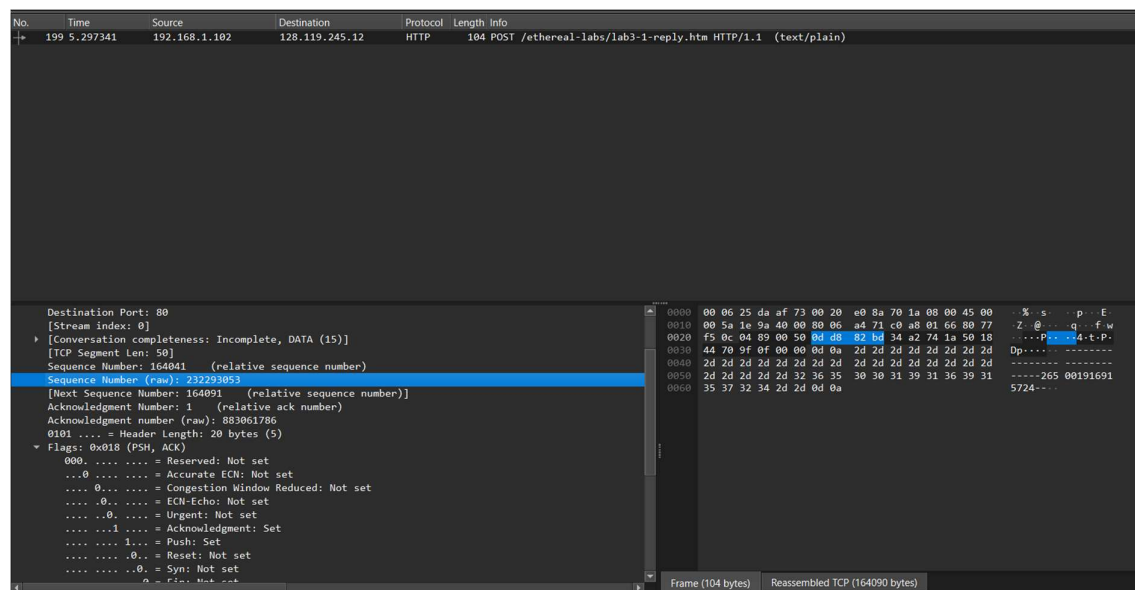 No. Time Source Destination Protocol Length Info
199 5.297341 192.168.1.102 128.119.245.12 HTTP 104 POST /ethereal-labs/lab3-1-reply.htm HTTP/1.1 (text/plain)
Destination Port: 80
[Stream index: 0]
[Conversation completeness: Incomplete, DATA (15)]
[TCP Segment Len: 50]
Sequence Number: 164041 (relative sequence number)
Sequence Number (raw): 232293053
[Next Sequence Number: 164091 (relative sequence number)]
Acknowledgment Number: 1 (relative ack number)
Acknowledgment number (raw): 883061786
0101 .... = Header Length: 20 bytes (5)
Flags: 0x018 (PSH, ACK)
000. .... .... = Reserved: Not set
...0 .... .... = Accurate ECN: Not set
.... 0... .... = Congestion Window Reduced: Not set
.... .0.. .... = ECN-Echo: Not set
.... ..0. .... = Urgent: Not set
.... ...1 .... = Acknowledgment: Set
.... .... 1... = Push: Set
.... .... .0.. = Reset: Not set
.... .... ..0. = Syn: Not set
0000 00 06 25 da af 73 00 20 e0 8a 70 1a 08 00 45 00 ··%··s· ··p···E·
0010 00 5a 1e 9a 40 00 80 06 a4 71 c0 a8 01 66 80 77 ·Z··@··· ·q···f·w
0020 f5 0c 04 89 00 50 0d d8 82 bd 34 a2 74 1a 50 18 ·····P·· ··4·t·P·
0030 44 70 9f 0f 00 00 0d 0a 2d 2d 2d 2d 2d 2d 2d 2d Dp······ --------
0040 2d 2d 2d 2d 2d 2d 2d 2d 2d 2d 2d 2d 2d 2d 2d 2d -------- --------
0050 2d 2d 2d 2d 2d 32 36 35 30 30 31 39 31 36 39 31 -----265 00191691
0060 35 37 32 34 2d 2d 0d 0a 5724--··
Frame (104 bytes) Reassembled TCP (164090 bytes)